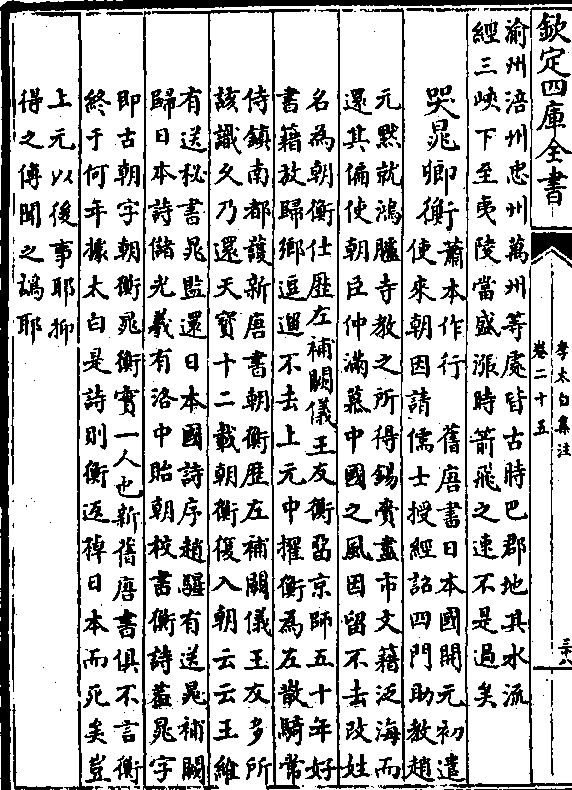 欽定四庫全書
李太白集注
卷二十五
渝州涪州忠州萬州等處皆古時巴郡地其水流
經三峽下至夷陵當盛漲時箭飛之速不是過矣
哭晁卿衡
蕭本作行 舊唐書日本國開元初遣
使來朝因請儒士授經詔四門助教趙
元黙就鴻臚寺教之所得錫賚盡市文籍泛海而
還其偏使朝臣仲滿慕中國之風因留不去改姓
名為朝衡仕歴左補闕儀王友衡留京師五十年好
書籍放歸鄉逗遛不去上元中擢衡為左散騎常
侍鎮南都護新唐書朝衡歴左補闕儀王友多所
該識久乃還天寶十二載朝衡復入朝云云王維
有送秘書晁監還日本國詩序趙驊有送晁補闕
歸日本詩儲光羲有洛中貽朝校書衡詩葢晁字
即古朝字朝衡晁衡實一人也新舊唐書俱不言衡
終于何年據太白是詩則衡返棹日本而死矣豈
上元以後事耶抑
得之傳聞之譌耶